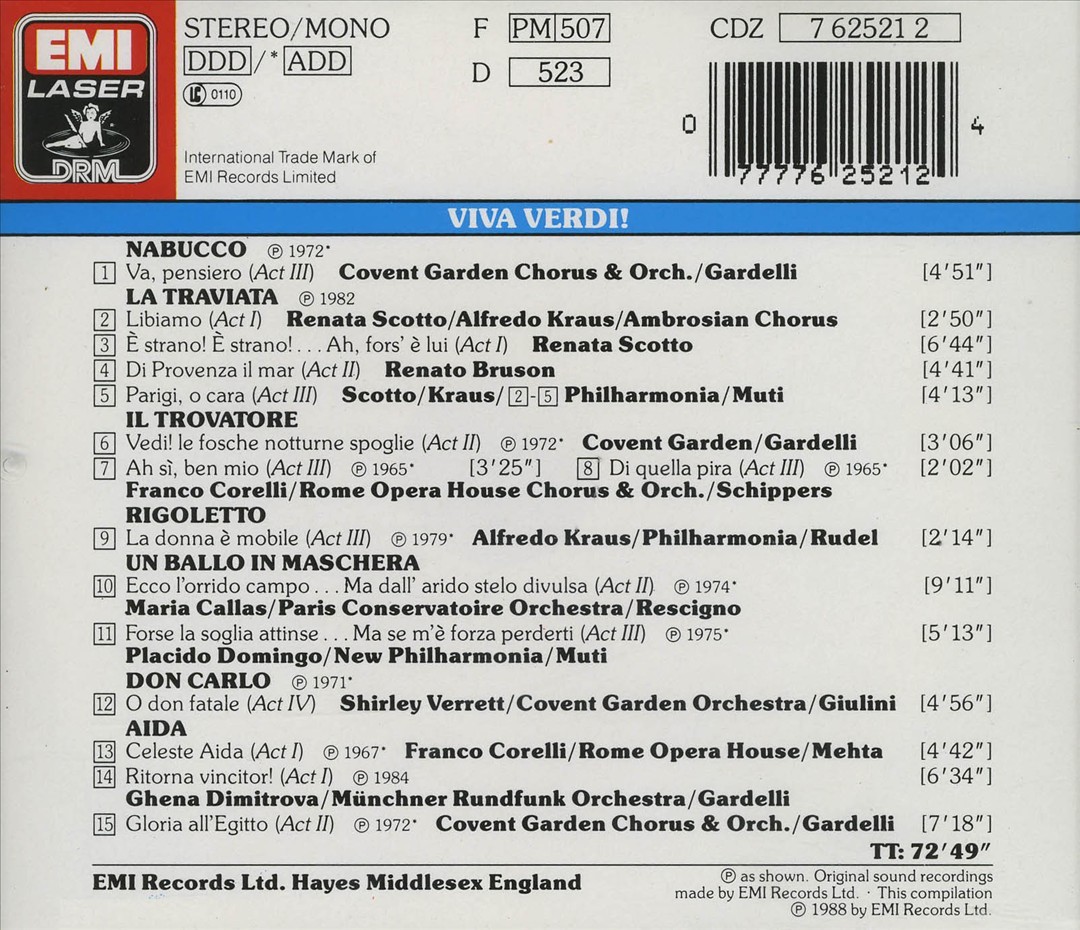 EMI
LASER
DRM
STEREO/MONO
DDD/*ADD
LC 0110
International Trade Mark of
EMI Records Limited
F PM 507
D 523
CDZ 7 62521 2
0 77776 25212 4
VIVA VERDI!
NABUCCO ℗ 1972*
1 Va, pensiero (Act III) Covent Garden Chorus & Orch./Gardelli [4'51"]
LA TRAVIATA ℗ 1982
2 Libiamo (Act I) Renata Scotto/Alfredo Kraus/Ambrosian Chorus [2'50"]
3 È strano! È strano!... Ah, fors' è lui (Act I) Renata Scotto [6'44"]
4 Di Provenza il mar (Act II) Renato Bruson [4'41"]
5 Parigi, o cara (Act III) Scotto/Kraus/2-5 Philharmonia/Muti [4'13"]
IL TROVATORE
6 Vedi! le fosche notturne spoglie (Act II) ℗ 1972* Covent Garden/Gardelli [3'06"]
7 Ah sì, ben mio (Act III) ℗ 1965* [3'25"] 8 Di quella pira (Act III) ℗ 1965* [2'02"]
Franco Corelli/Rome Opera House Chorus & Orch./Schippers
RIGOLETTO
9 La donna è mobile (Act III) ℗ 1979* Alfredo Kraus/Philharmonia/Rudel [2'14"]
UN BALLO IN MASCHERA
10 Ecco l'orrido campo... Ma dall' arido stelo divulsa (Act II) ℗ 1974* [9'11"]
Maria Callas/Paris Conservatoire Orchestra/Rescigno
11 Forse la soglia attinse... Ma se m'è forza perderti (Act III) ℗ 1975* [5'13"]
Placido Domingo/New Philharmonia/Muti
DON CARLO ℗ 1971*
12 O don fatale (Act IV) Shirley Verrett/Covent Garden Orchestra/Giulini [4'56"]
AIDA
13 Celeste Aida (Act I) ℗ 1967* Franco Corelli/Rome Opera House/Mehta [4'42"]
14 Ritorna vincitor! (Act I) ℗ 1984 [6'34"]
Ghena Dimitrova/Münchner Rundfunk Orchestra/Gardelli
15 Gloria all'Egitto (Act II) ℗ 1972* Covent Garden Chorus & Orch./Gardelli [7'18"]
TT: 72'49"
EMI Records Ltd. Hayes Middlesex England
℗ as shown. Original sound recordings
made by EMI Records Ltd. · This compilation
℗ 1988 by EMI Records Ltd.